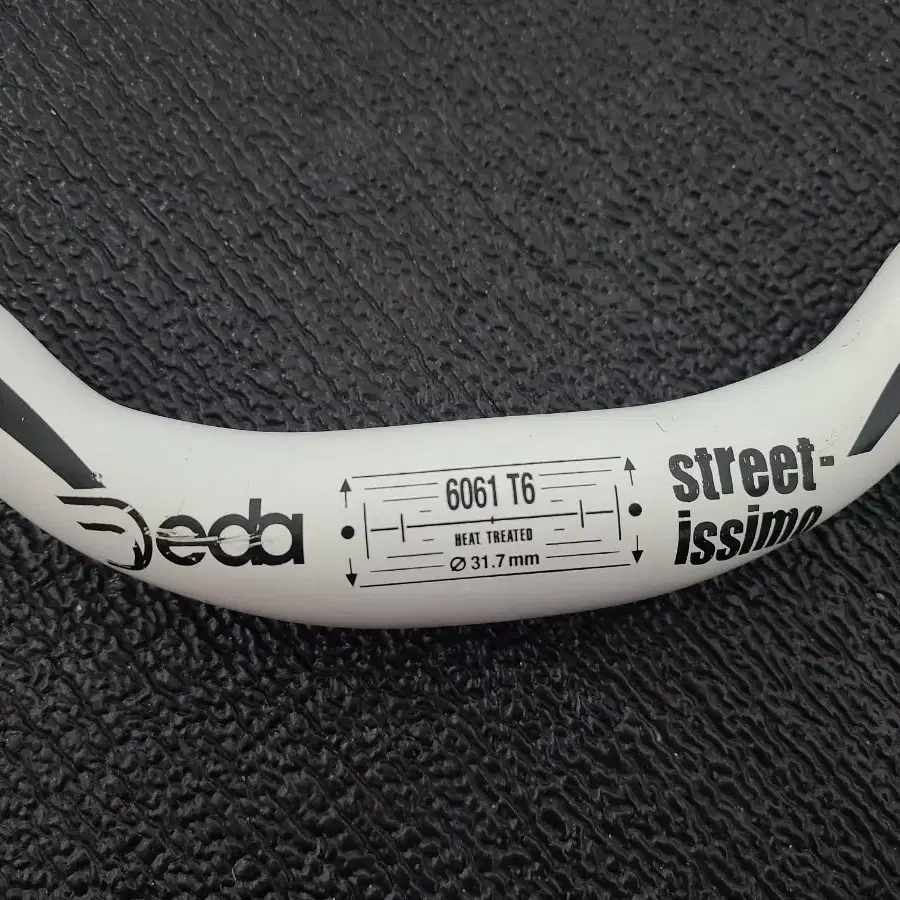 Deda
6061 T6
HEAT TREATED
Ø 31.7 mm
street-
issimo